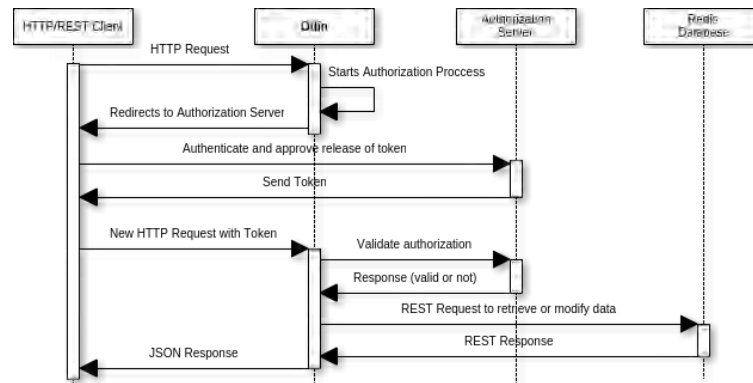 HTTP/REST Client
Authorization
Server
Redis
Database
HTTP Request
Starts Authorization Proccess
Redirects to Authorization Server
Authenticate and approve release of token
Send Token
New HTTP Request with Token
Validate authorization
Response (valid or not)
REST Request to retrieve or modify data
REST Response
JSON Response